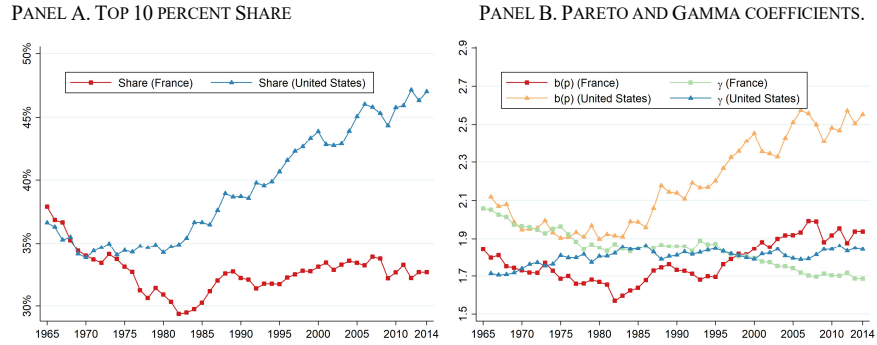 PANEL A. TOP 10 PERCENT SHARE
50%
45%
40%
35%
30%
Share (France)
Share (United States)
1965 1970 1975 1980 1985 1990 1995 2000 2005 2010 2014
PANEL B. PARETO AND GAMMA COEFFICIENTS.
2.9
2.7
2.5
2.3
2.1
1.9
1.7
1.5
b(p) (France)
γ (France)
b(p) (United States)
γ (United States)
1965 1970 1975 1980 1985 1990 1995 2000 2005 2010 2014